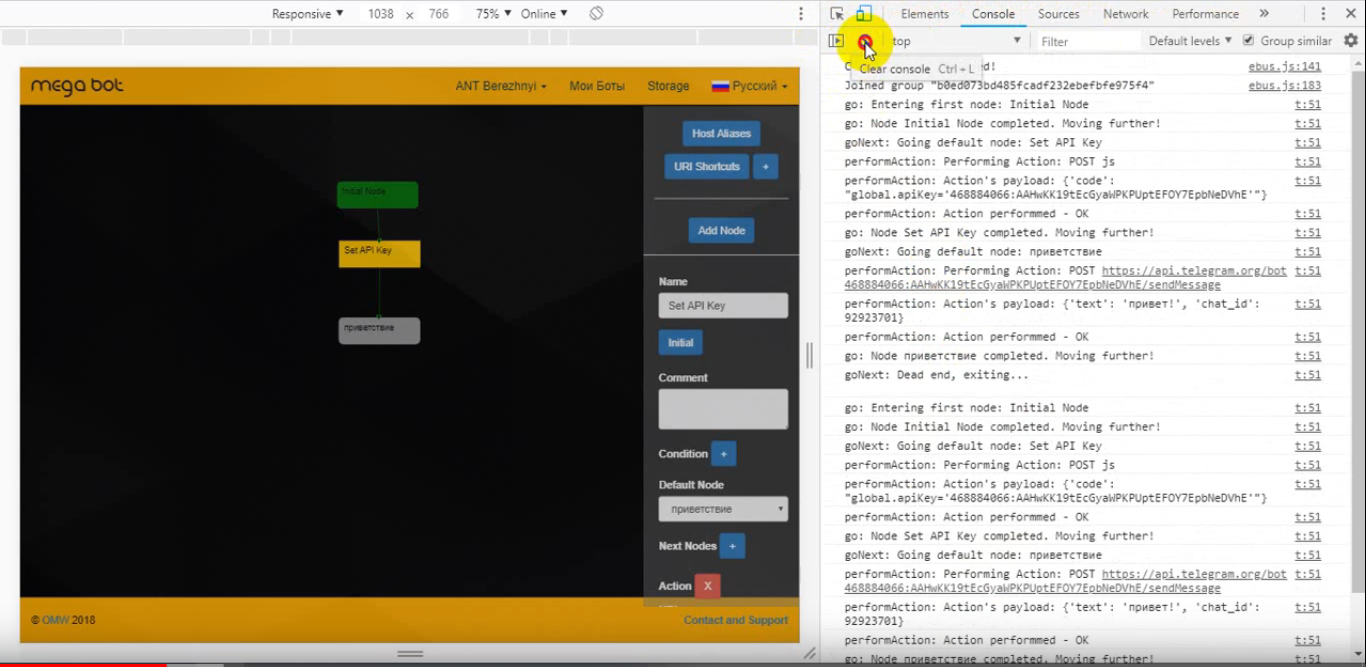 Responsive ▼ 1038 × 766 75% ▼ Online ▼
Elements Console Sources Network Performance »
top ▼ Filter Default levels ▼ Group similar
mega bot
ANT Berezhnyi Мои Боты Storage Русский
Host Aliases
URI Shortcuts +
Add Node
Initial Node
Set API Key
приветствие
Name
Set API Key
Initial
Comment
Condition +
Default Node
приветствие
Next Nodes +
Action X
© OMW 2018
Contact and Support
Clear console Ctrl+L
d! ebus.js:141
Joined group "b0ed073bd485fcadf232ebefbfe975f4" ebus.js:183
go: Entering first node: Initial Node t:51
go: Node Initial Node completed. Moving further! t:51
goNext: Going default node: Set API Key t:51
performAction: Performing Action: POST js t:51
performAction: Action's payload: {'code': t:51
"global.apiKey='468884066:AAHwKK19tEcGyaWPKPUptEFOY7EpbNeDVhE'"}
performAction: Action performmed - OK t:51
go: Node Set API Key completed. Moving further! t:51
goNext: Going default node: приветствие t:51
performAction: Performing Action: POST https://api.telegram.org/bot t:51
468884066:AAHwKK19tEcGyaWPKPUptEFOY7EpbNeDVhE/sendMessage
performAction: Action's payload: {'text': 'привет!', 'chat_id': t:51
92923701}
performAction: Action performmed - OK t:51
go: Node приветствие completed. Moving further! t:51
goNext: Dead end, exiting... t:51
go: Entering first node: Initial Node t:51
go: Node Initial Node completed. Moving further! t:51
goNext: Going default node: Set API Key t:51
performAction: Performing Action: POST js t:51
performAction: Action's payload: {'code': t:51
"global.apiKey='468884066:AAHwKK19tEcGyaWPKPUptEFOY7EpbNeDVhE'"}
performAction: Action performmed - OK t:51
go: Node Set API Key completed. Moving further! t:51
goNext: Going default node: приветствие t:51
performAction: Performing Action: POST https://api.telegram.org/bot t:51
468884066:AAHwKK19tEcGyaWPKPUptEFOY7EpbNeDVhE/sendMessage
performAction: Action's payload: {'text': 'привет!', 'chat_id': t:51
92923701}
performAction: Action performmed - OK t:51
go: Node приветствие completed. Moving further! t:51